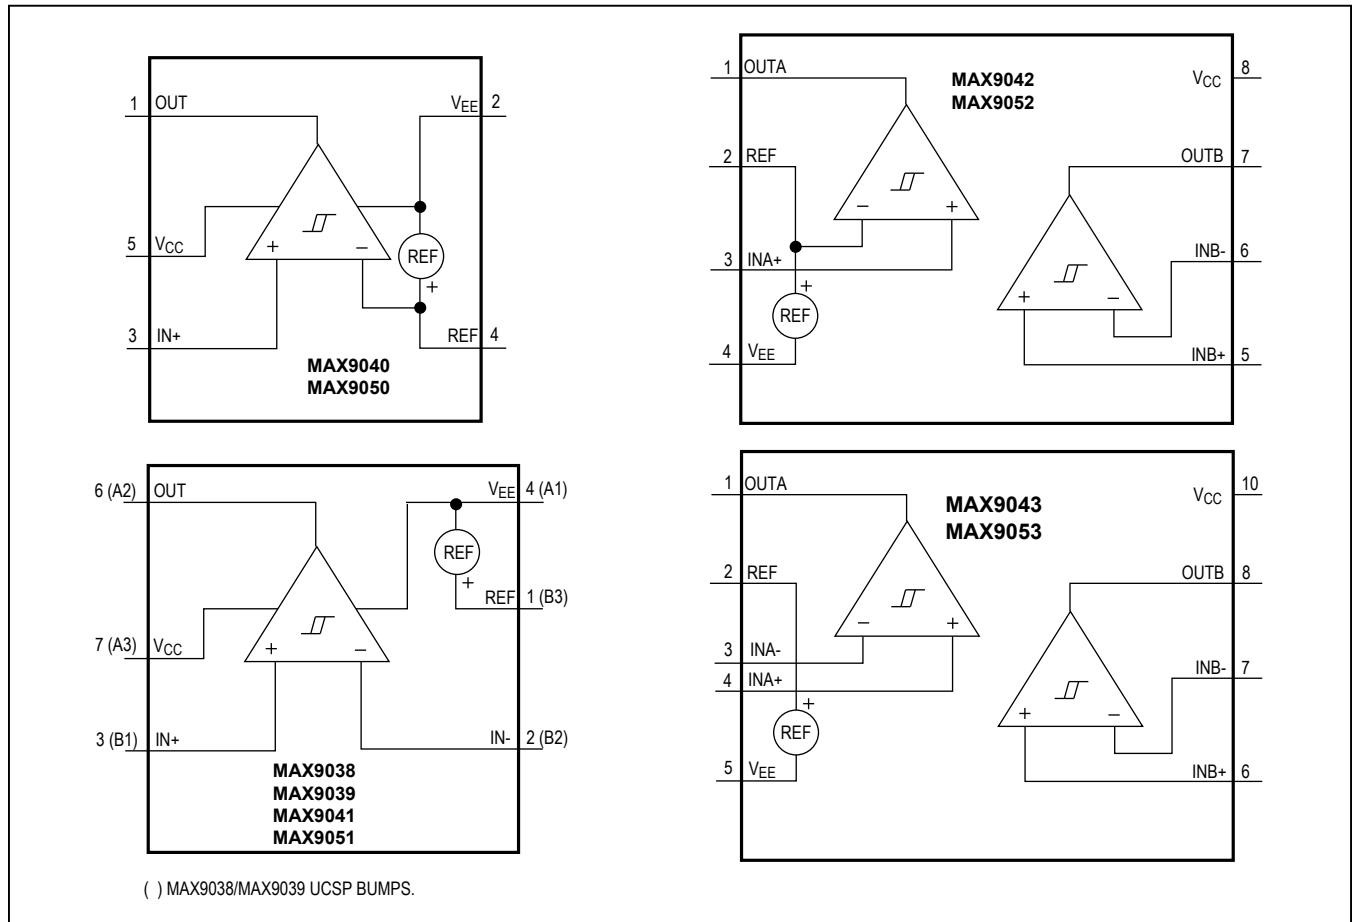 1 OUT
VEE 2
5 VCC
+ −
REF
+
3 IN+
REF 4
MAX9040
MAX9050
1 OUTA
MAX9042
MAX9052
VCC 8
2 REF
OUTB 7
− +
3 INA+
INB- 6
+
REF
+ −
4 VEE
INB+ 5
6 (A2) OUT
VEE 4 (A1)
REF
+
REF 1 (B3)
7 (A3) VCC
+ −
3 (B1) IN+
IN- 2 (B2)
MAX9038
MAX9039
MAX9041
MAX9051
1 OUTA
MAX9043
MAX9053
VCC 10
2 REF
OUTB 8
− +
3 INA-
4 INA+
INB- 7
+
REF
+ −
5 VEE
INB+ 6
( ) MAX9038/MAX9039 UCSP BUMPS.